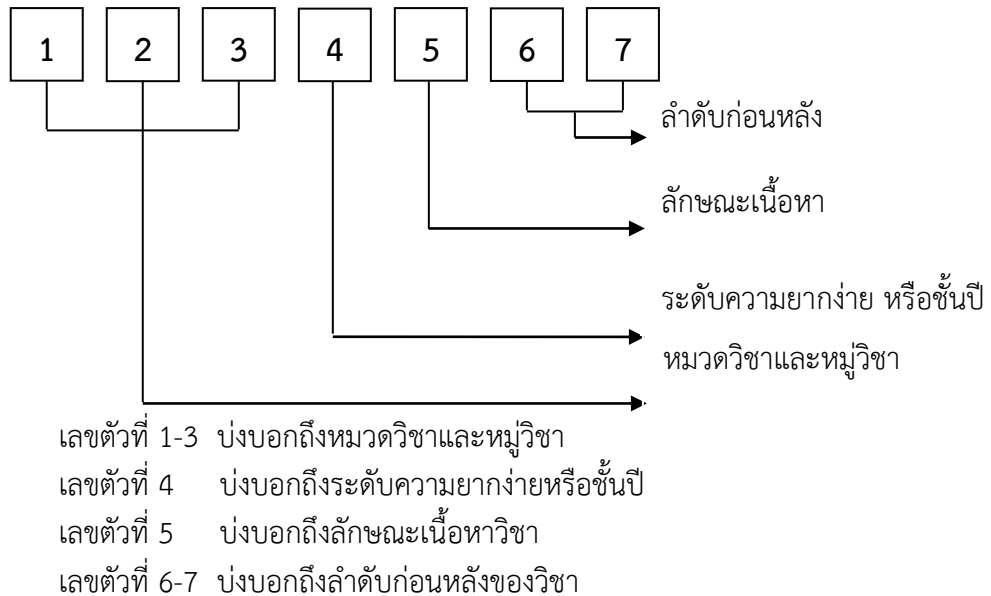 1 2 3 4 5 6 7
ลำดับก่อนหลัง
ลักษณะเนื้อหา
ระดับความยากง่าย หรือชั้นปี
หมวดวิชาและหมู่วิชา
เลขตัวที่ 1-3 บ่งบอกถึงหมวดวิชาและหมู่วิชา
เลขตัวที่ 4 บ่งบอกถึงระดับความยากง่ายหรือชั้นปี
เลขตัวที่ 5 บ่งบอกถึงลักษณะเนื้อหาวิชา
เลขตัวที่ 6-7 บ่งบอกถึงลำดับก่อนหลังของวิชา